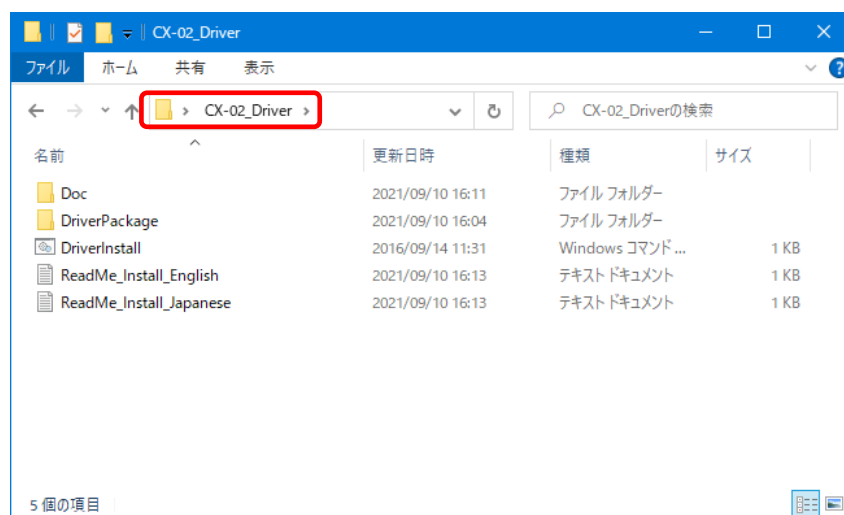 CX-02_Driver
ファイル ホーム 共有 表示
CX-02_Driver CX-02_Driverの検索
名前 更新日時 種類 サイズ
Doc 2021/09/10 16:11 ファイル フォルダー
DriverPackage 2021/09/10 16:04 ファイル フォルダー
DriverInstall 2016/09/14 11:31 Windows コマンド ... 1 KB
ReadMe_Install_English 2021/09/10 16:13 テキスト ドキュメント 1 KB
ReadMe_Install_Japanese 2021/09/10 16:13 テキスト ドキュメント 1 KB
5 個の項目